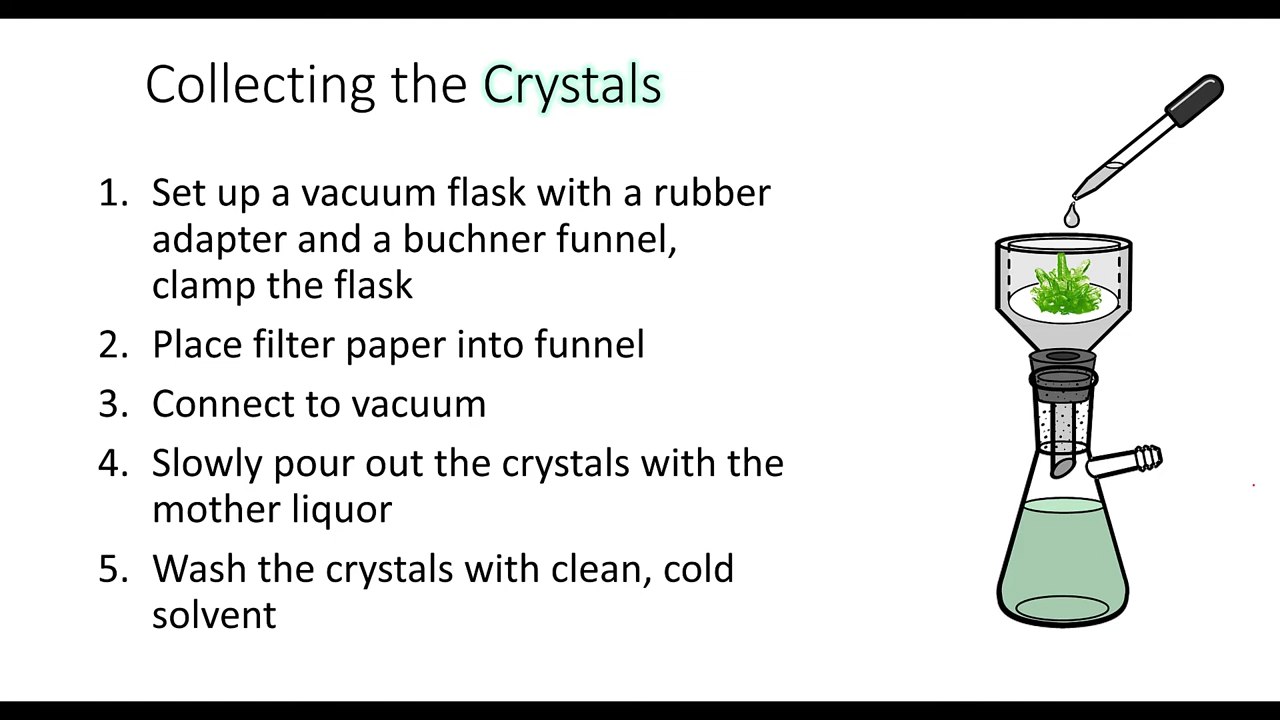 Collecting the Crystals
1. Set up a vacuum flask with a rubber
adapter and a buchner funnel,
clamp the flask
2. Place filter paper into funnel
3. Connect to vacuum
4. Slowly pour out the crystals with the
mother liquor
5. Wash the crystals with clean, cold
solvent